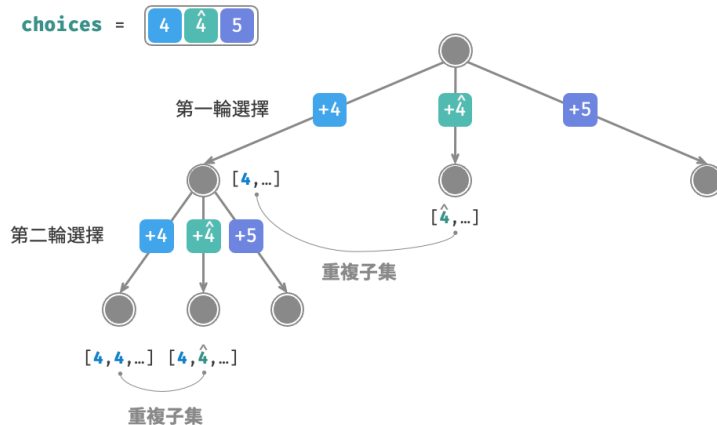 choices = 4 4̂ 5
第一輪選擇
+4 +4̂ +5
[4,…]
[4̂,…]
第二輪選擇
+4 +4̂ +5
重複子集
[4,4,…] [4,4̂,…]
重複子集